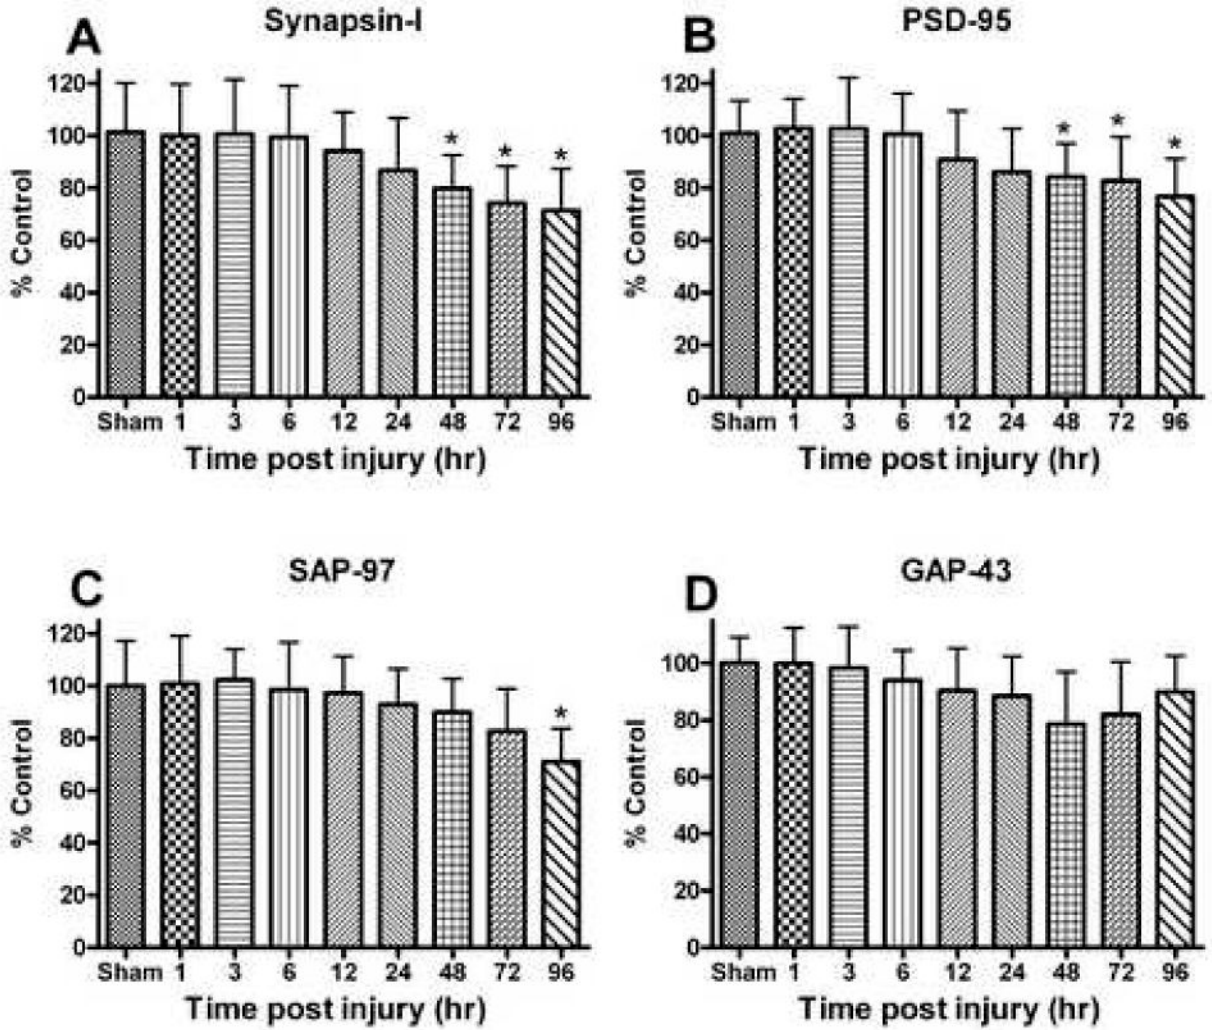 A
Synapsin-I
120
100
80
60
40
20
0
% Control
* * *
Sham 1 3 6 12 24 48 72 96
Time post injury (hr)
B
PSD-95
120
100
80
60
40
20
0
% Control
* * *
Sham 1 3 6 12 24 48 72 96
Time post injury (hr)
C
SAP-97
120
100
80
60
40
20
0
% Control
*
Sham 1 3 6 12 24 48 72 96
Time post injury (hr)
D
GAP-43
100
80
60
40
20
0
% Control
Sham 1 3 6 12 24 48 72 96
Time post injury (hr)